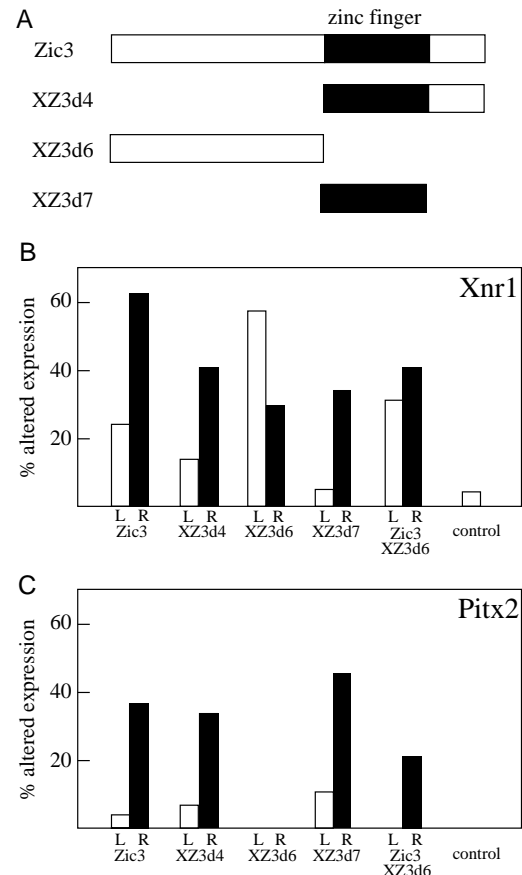 A
zinc finger
Zic3
XZ3d4
XZ3d6
XZ3d7
B
Xnr1
% altered expression
60
40
20
L R L R L R L R L R
Zic3 XZ3d4 XZ3d6 XZ3d7 Zic3 control
XZ3d6
C
Pitx2
% altered expression
60
40
20
L R L R L R L R L R
Zic3 XZ3d4 XZ3d6 XZ3d7 Zic3 control
XZ3d6